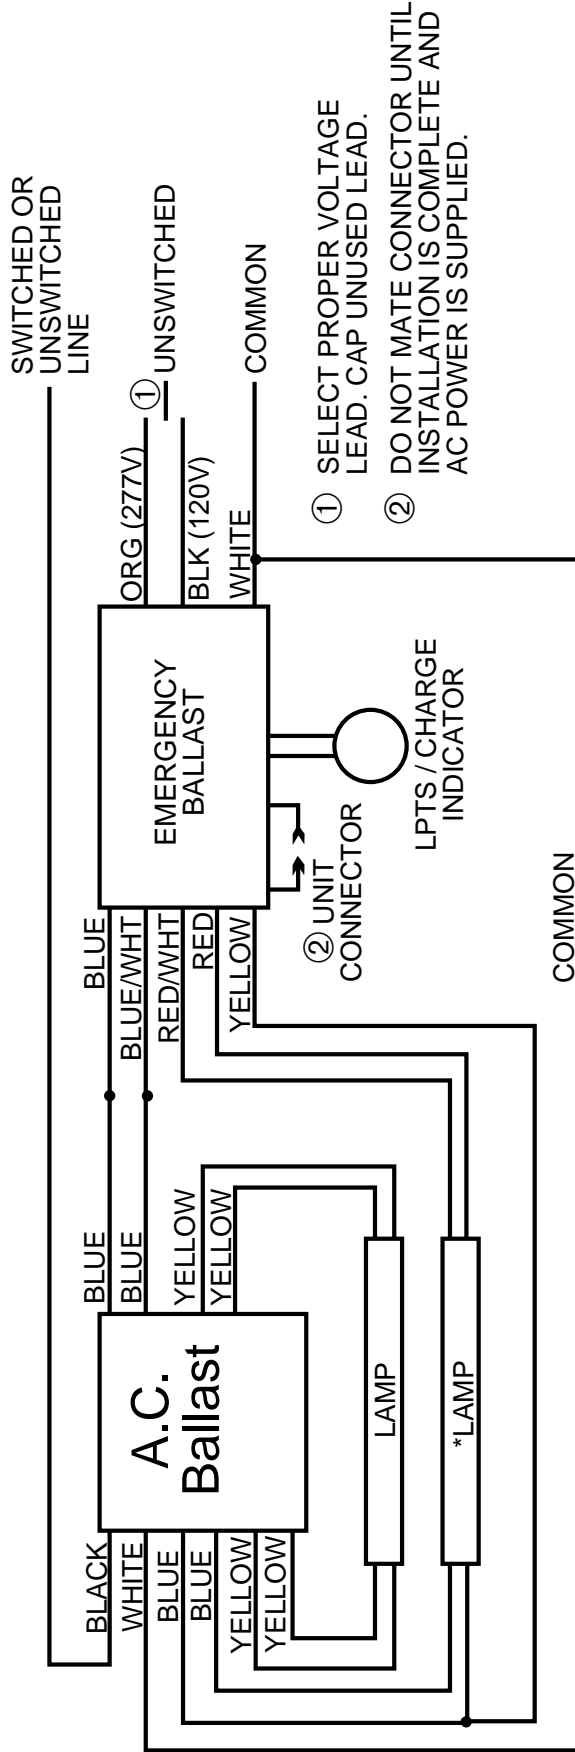 SWITCHED OR
UNSWITCHED
LINE
ORG (277V)
① UNSWITCHED
BLK (120V)
WHITE
COMMON
EMERGENCY
BALLAST
BLUE
BLUE/WHT
RED/WHT
RED
YELLOW
② UNIT
CONNECTOR
LPTS / CHARGE
INDICATOR
① SELECT PROPER VOLTAGE
LEAD. CAP UNUSED LEAD.
② DO NOT MATE CONNECTOR UNTIL
INSTALLATION IS COMPLETE AND
AC POWER IS SUPPLIED.
BLUE
BLUE
YELLOW
YELLOW
A.C.
Ballast
BLACK
WHITE
BLUE
BLUE
YELLOW
YELLOW
LAMP
*LAMP
COMMON